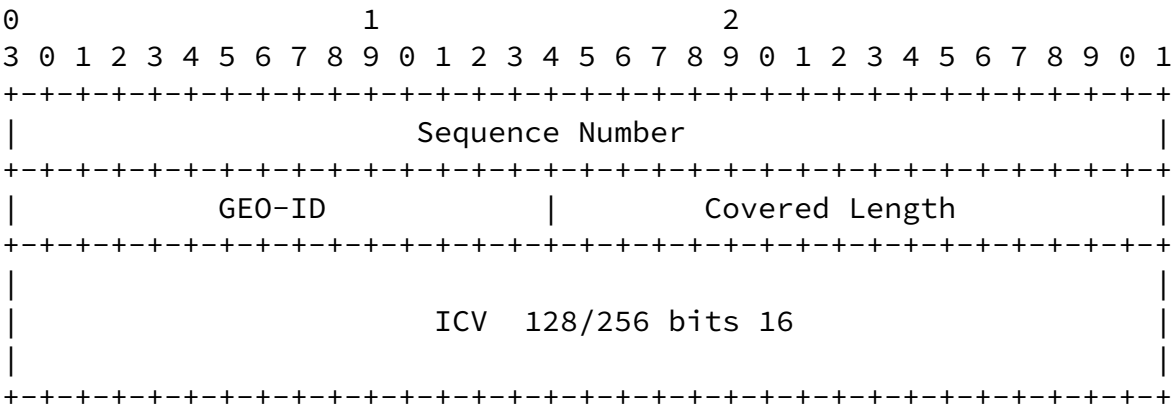 0                   1                   2
3 0 1 2 3 4 5 6 7 8 9 0 1 2 3 4 5 6 7 8 9 0 1 2 3 4 5 6 7 8 9 0 1
+-+-+-+-+-+-+-+-+-+-+-+-+-+-+-+-+-+-+-+-+-+-+-+-+-+-+-+-+-+-+-+-+
|                      Sequence Number                          |
+-+-+-+-+-+-+-+-+-+-+-+-+-+-+-+-+-+-+-+-+-+-+-+-+-+-+-+-+-+-+-+-+
|           GEO-ID            |        Covered Length           |
+-+-+-+-+-+-+-+-+-+-+-+-+-+-+-+-+-+-+-+-+-+-+-+-+-+-+-+-+-+-+-+-+
|                                                               |
|                       ICV  128/256 bits 16                    |
|                                                               |
+-+-+-+-+-+-+-+-+-+-+-+-+-+-+-+-+-+-+-+-+-+-+-+-+-+-+-+-+-+-+-+-+